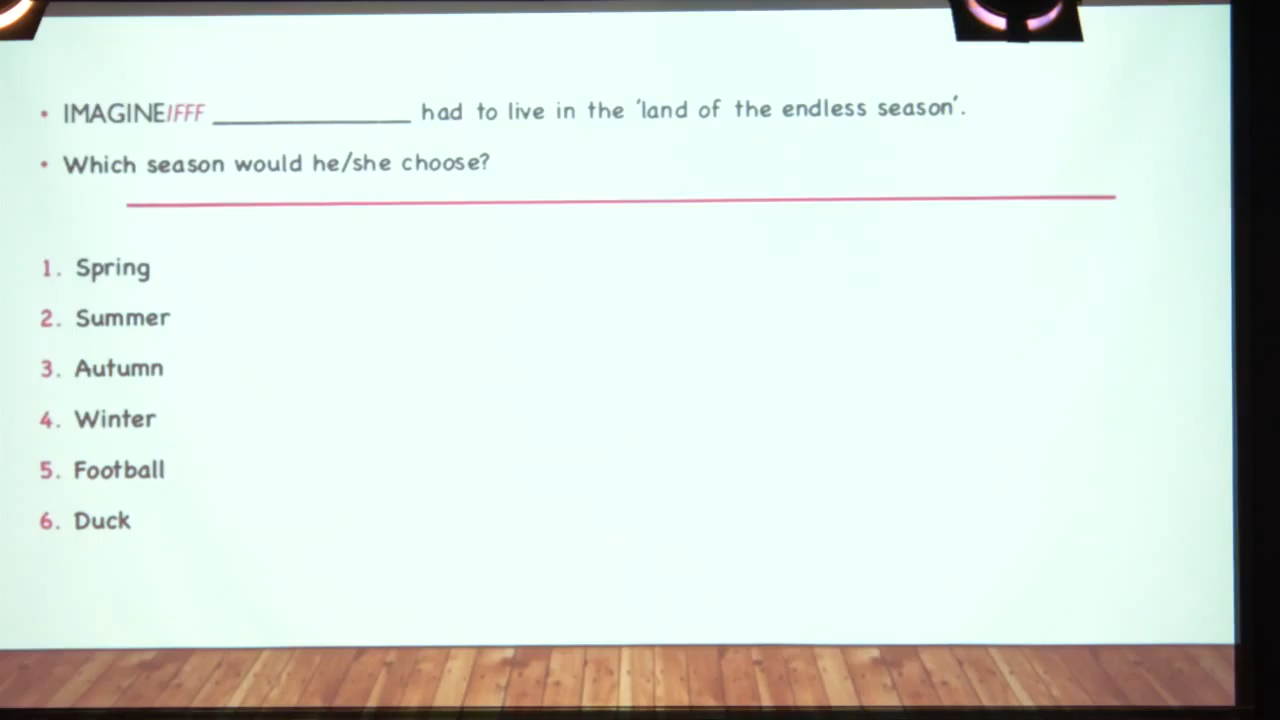 • IMAGINEIFFF _______________ had to live in the 'land of the endless season'.
• Which season would he/she choose?
1. Spring
2. Summer
3. Autumn
4. Winter
5. Football
6. Duck